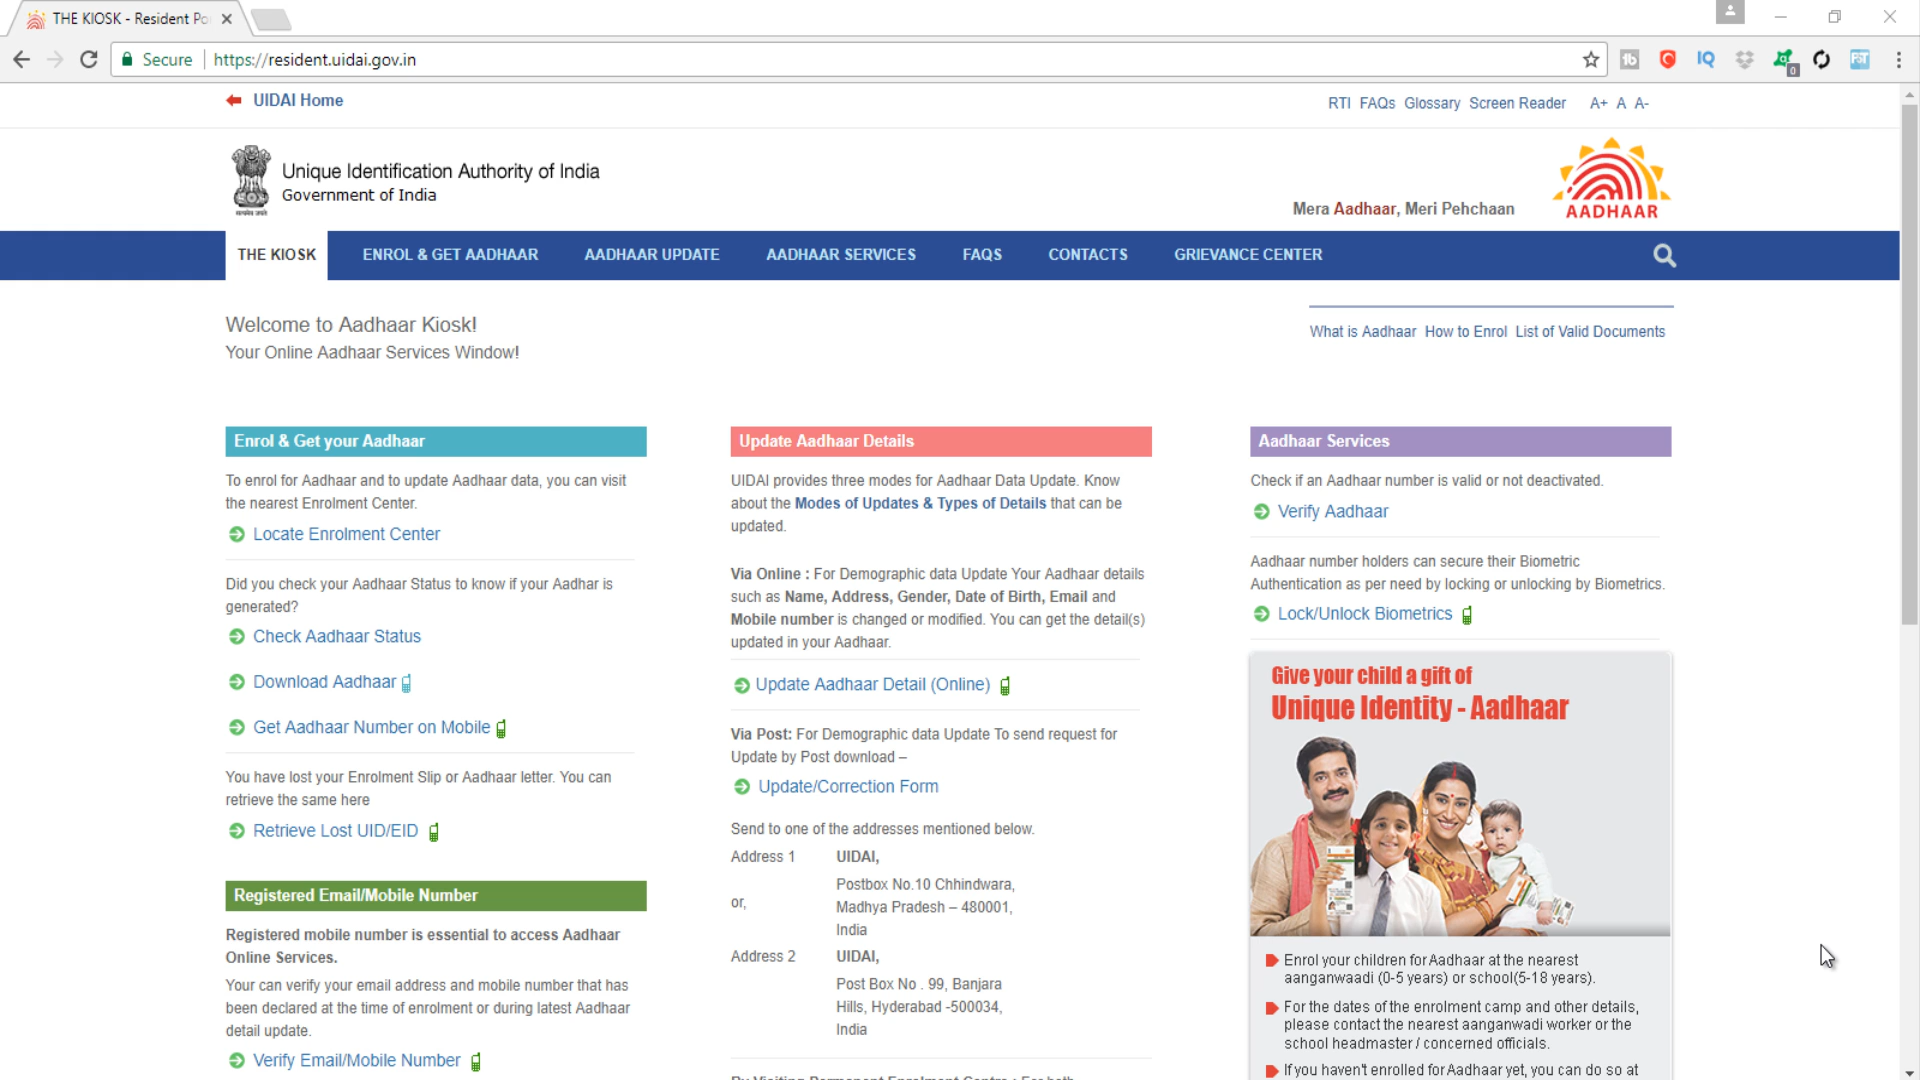 THE KIOSK - Resident Po
Secure
https://resident.uidai.gov.in
UIDAI Home
RTI FAQs Glossary Screen Reader A+ A A-
Unique Identification Authority of India
Government of India
Mera Aadhaar, Meri Pehchaan
AADHAAR
THE KIOSK
ENROL & GET AADHAAR
AADHAAR UPDATE
AADHAAR SERVICES
FAQS
CONTACTS
GRIEVANCE CENTER
Welcome to Aadhaar Kiosk!
Your Online Aadhaar Services Window!
What is Aadhaar How to Enrol List of Valid Documents
Enrol & Get your Aadhaar
To enrol for Aadhaar and to update Aadhaar data, you can visit
the nearest Enrolment Center.
Locate Enrolment Center
Did you check your Aadhaar Status to know if your Aadhar is
generated?
Check Aadhaar Status
Download Aadhaar
Get Aadhaar Number on Mobile
You have lost your Enrolment Slip or Aadhaar letter. You can
retrieve the same here
Retrieve Lost UID/EID
Registered Email/Mobile Number
Registered mobile number is essential to access Aadhaar
Online Services.
Your can verify your email address and mobile number that has
been declared at the time of enrolment or during latest Aadhaar
detail update.
Verify Email/Mobile Number
Update Aadhaar Details
UIDAI provides three modes for Aadhaar Data Update. Know
about the Modes of Updates & Types of Details that can be
updated.
Via Online : For Demographic data Update Your Aadhaar details
such as Name, Address, Gender, Date of Birth, Email and
Mobile number is changed or modified. You can get the detail(s)
updated in your Aadhaar.
Update Aadhaar Detail (Online)
Via Post: For Demographic data Update To send request for
Update by Post download –
Update/Correction Form
Send to one of the addresses mentioned below.
Address 1 UIDAI,
Postbox No.10 Chhindwara,
or, Madhya Pradesh – 480001,
India
Address 2 UIDAI,
Post Box No . 99, Banjara
Hills, Hyderabad -500034,
India
By Visiting Permanent Enrolment Centre : For both
Aadhaar Services
Check if an Aadhaar number is valid or not deactivated.
Verify Aadhaar
Aadhaar number holders can secure their Biometric
Authentication as per need by locking or unlocking by Biometrics.
Lock/Unlock Biometrics
Give your child a gift of
Unique Identity - Aadhaar
Enrol your children for Aadhaar at the nearest
aanganwaadi (0-5 years) or school(5-18 years).
For the dates of the enrolment camp and other details,
please contact the nearest aanganwadi worker or the
school headmaster / concerned officials.
If you haven't enrolled for Aadhaar yet, you can do so at